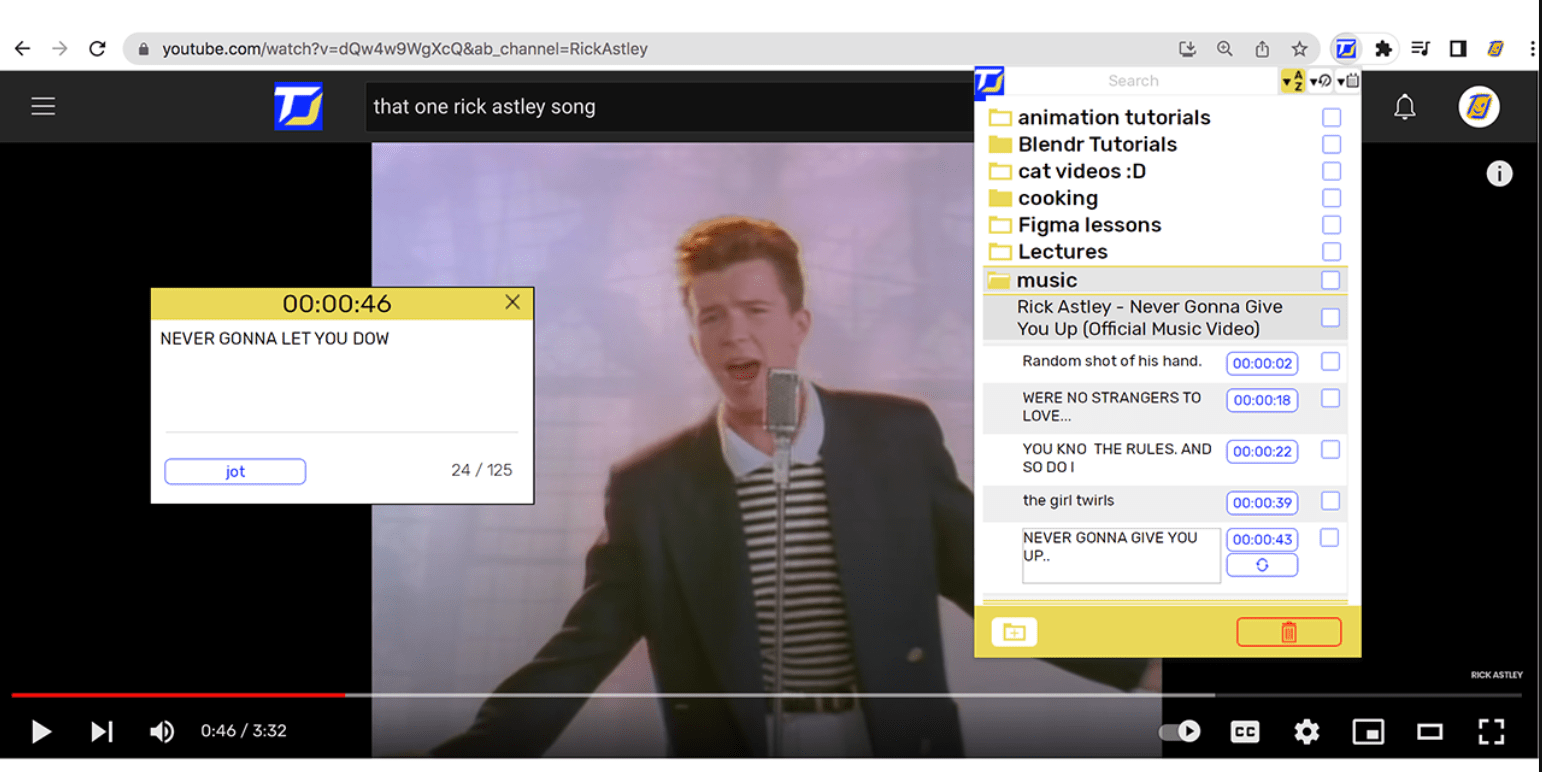 youtube.com/watch?v=dQw4w9WgXcQ&ab_channel=RickAstley
TJ
that one rick astley song
Search
A
Z
animation tutorials
Blendr Tutorials
cat videos :D
cooking
Figma lessons
Lectures
music
Rick Astley - Never Gonna Give
You Up (Official Music Video)
Random shot of his hand.
00:00:02
WERE NO STRANGERS TO
LOVE...
00:00:18
YOU KNO  THE RULES. AND
SO DO I
00:00:22
the girl twirls
00:00:39
NEVER GONNA GIVE YOU
UP..
00:00:43
00:00:46
NEVER GONNA LET YOU DOW
jot
24 / 125
RICK ASTLEY
0:46 / 3:32
CC